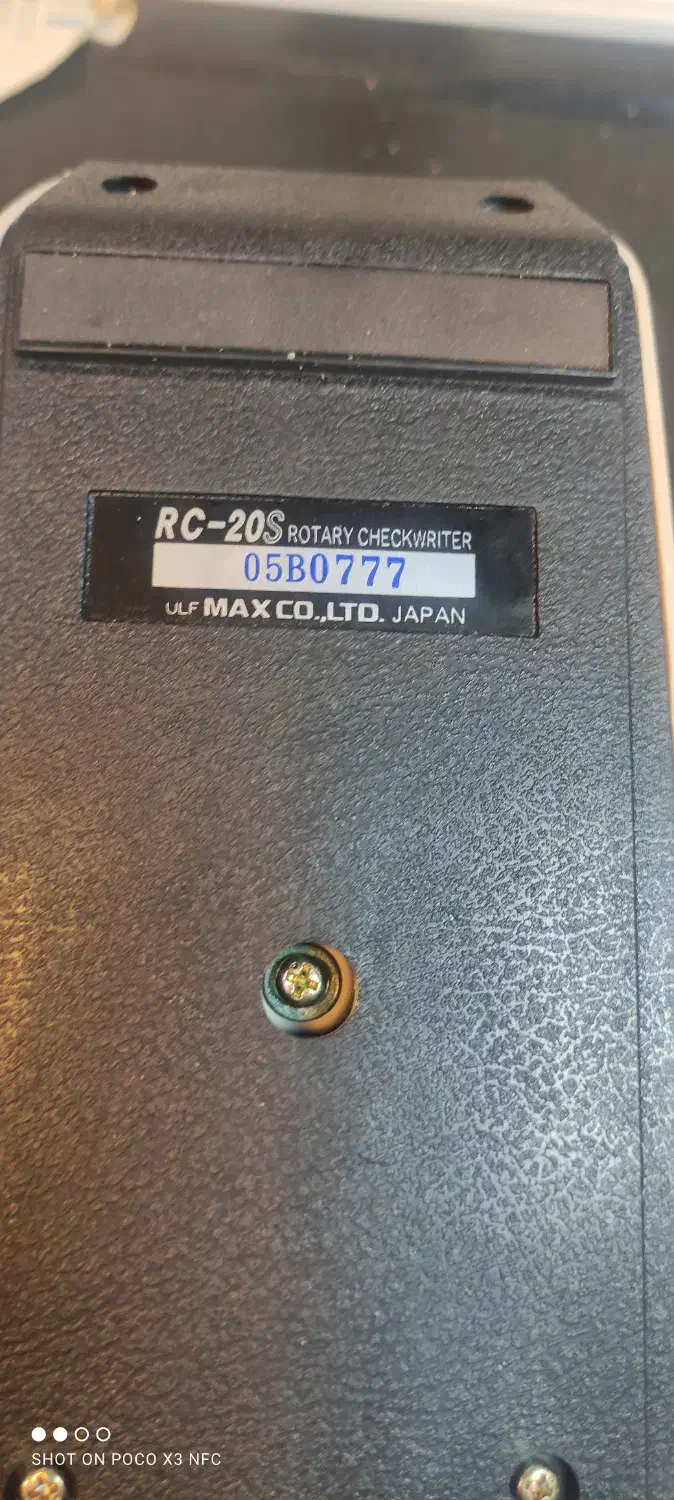 RC-20S ROTARY CHECKWRITER
05B0777
ULF MAX CO.,LTD. JAPAN
SHOT ON POCO X3 NFC